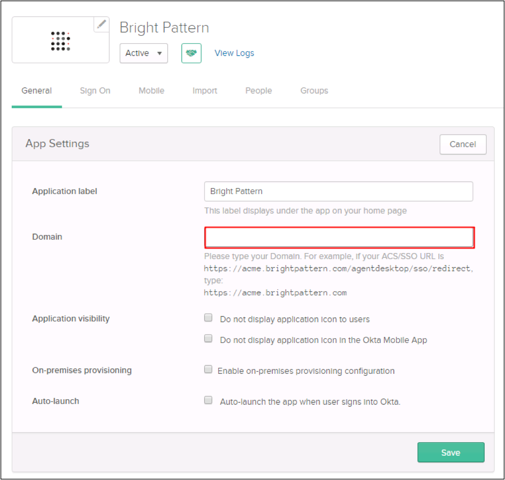 Bright Pattern
Active
View Logs
General Sign On Mobile Import People Groups
App Settings
Cancel
Application label
Bright Pattern
This label displays under the app on your home page
Domain
Please type your Domain. For example, if your ACS/SSO URL is
https://acme.brightpattern.com/agentdesktop/sso/redirect,
type:
https://acme.brightpattern.com
Application visibility
Do not display application icon to users
Do not display application icon in the Okta Mobile App
On-premises provisioning
Enable on-premises provisioning configuration
Auto-launch
Auto-launch the app when user signs into Okta.
Save